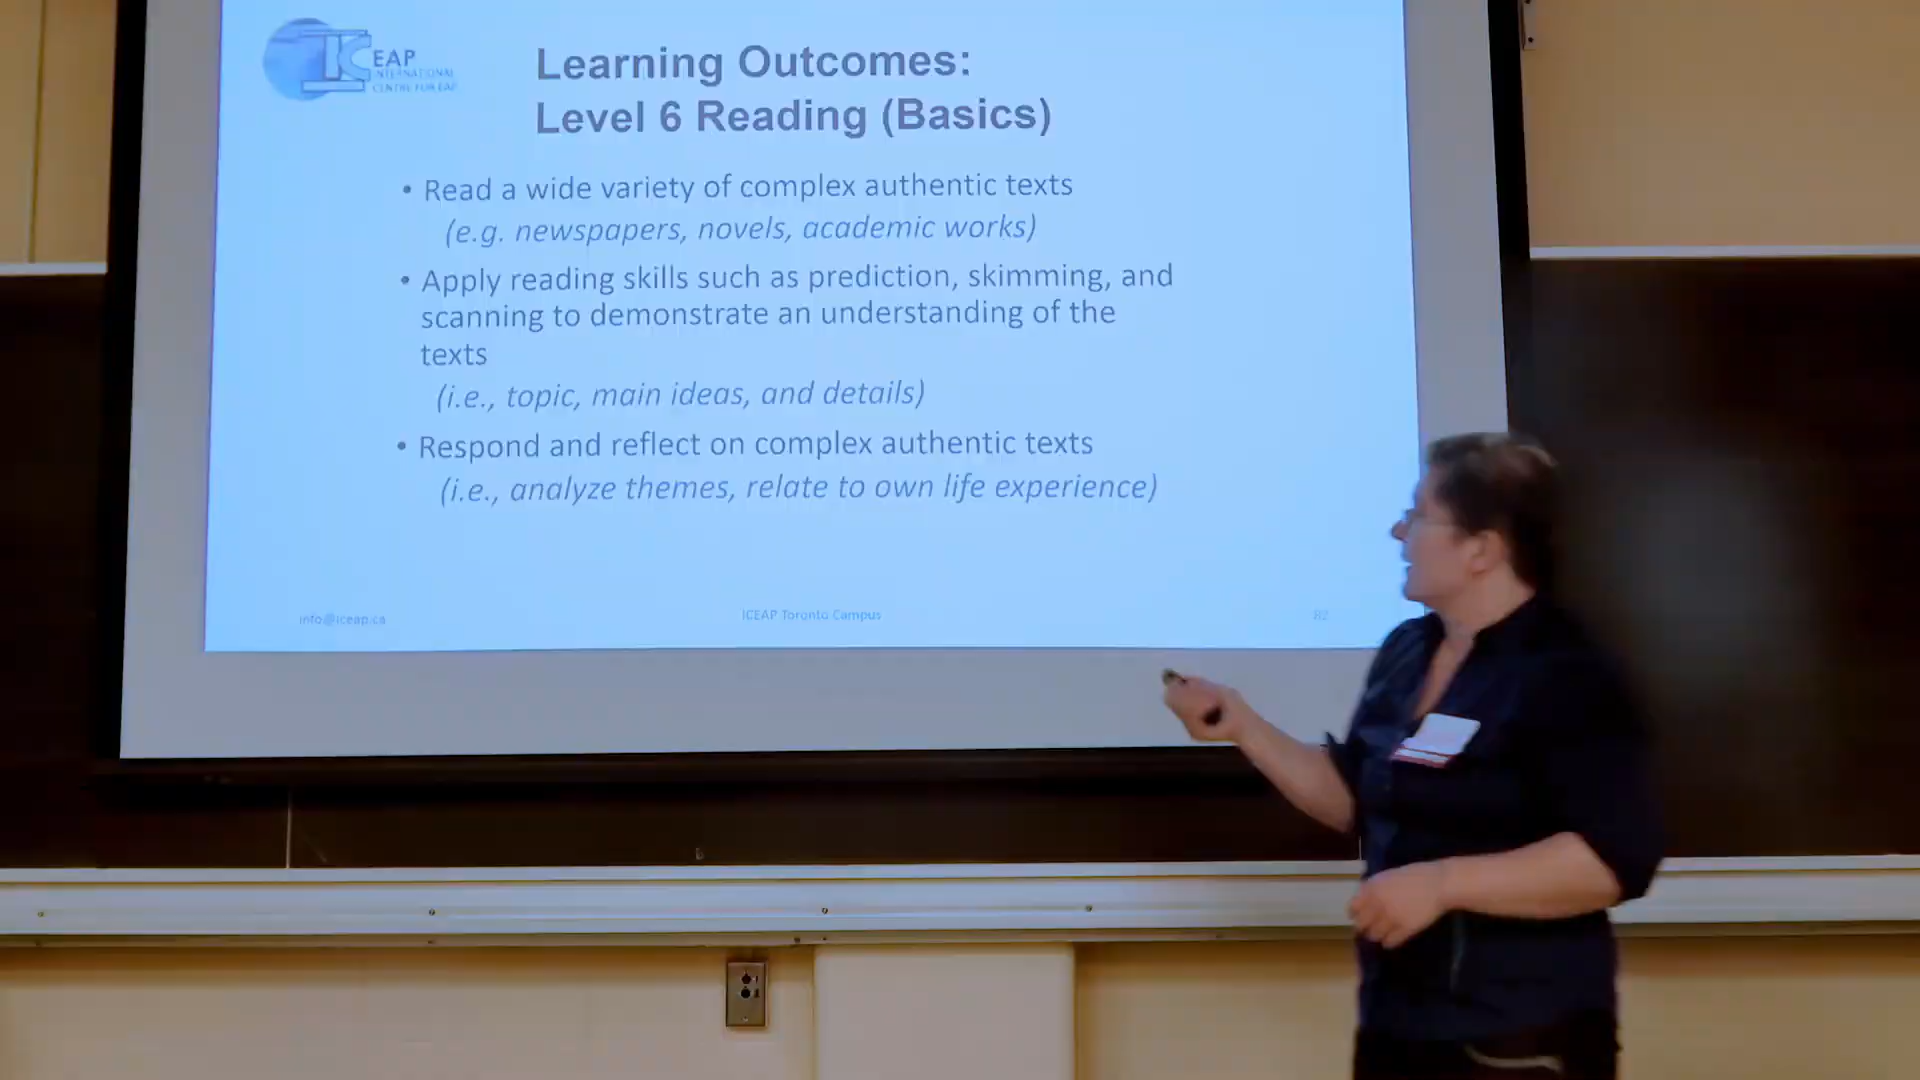 ICEAP
INTERNATIONAL
CENTRE FOR EAP
Learning Outcomes:
Level 6 Reading (Basics)
• Read a wide variety of complex authentic texts
(e.g. newspapers, novels, academic works)
• Apply reading skills such as prediction, skimming, and
scanning to demonstrate an understanding of the
texts
(i.e., topic, main ideas, and details)
• Respond and reflect on complex authentic texts
(i.e., analyze themes, relate to own life experience)
info@iceap.ca
ICEAP Toronto Campus
82